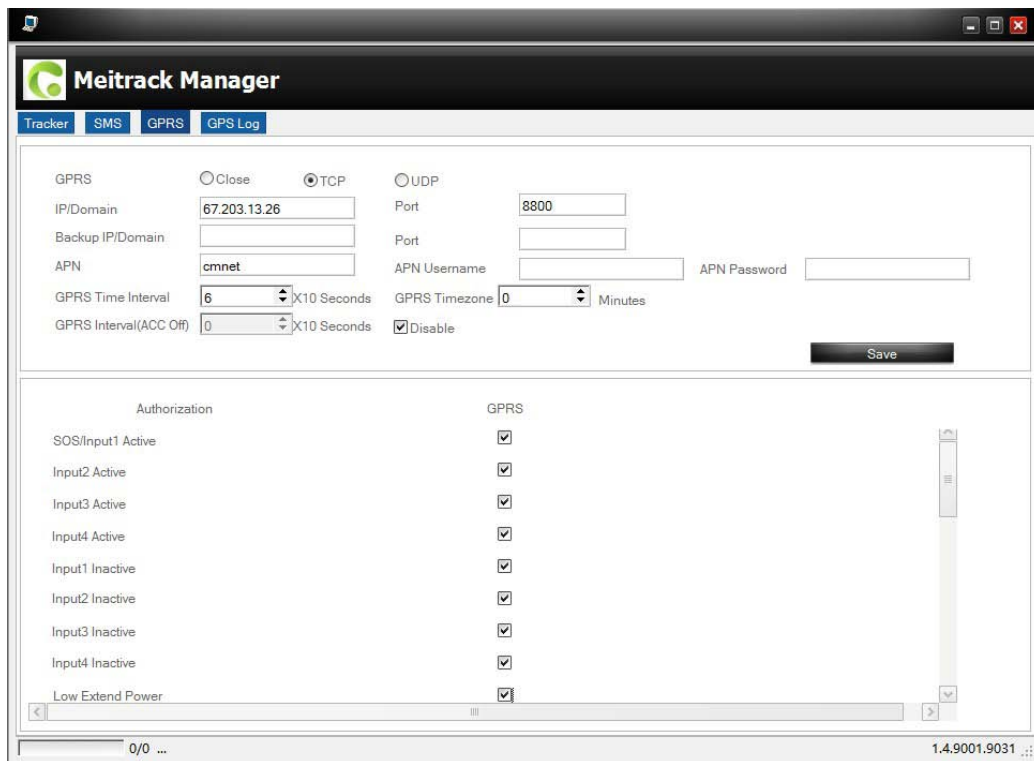 Meitrack Manager
Tracker SMS GPRS GPS Log
GPRS Close TCP UDP
IP/Domain 67.203.13.26 Port 8800
Backup IP/Domain Port
APN cmnet APN Username APN Password
GPRS Time Interval 6 X10 Seconds GPRS Timezone 0 Minutes
GPRS Interval(ACC Off) 0 X10 Seconds Disable
Save
Authorization GPRS
SOS/Input1 Active
Input2 Active
Input3 Active
Input4 Active
Input1 Inactive
Input2 Inactive
Input3 Inactive
Input4 Inactive
Low Extend Power
0/0 ... 1.4.9001.9031